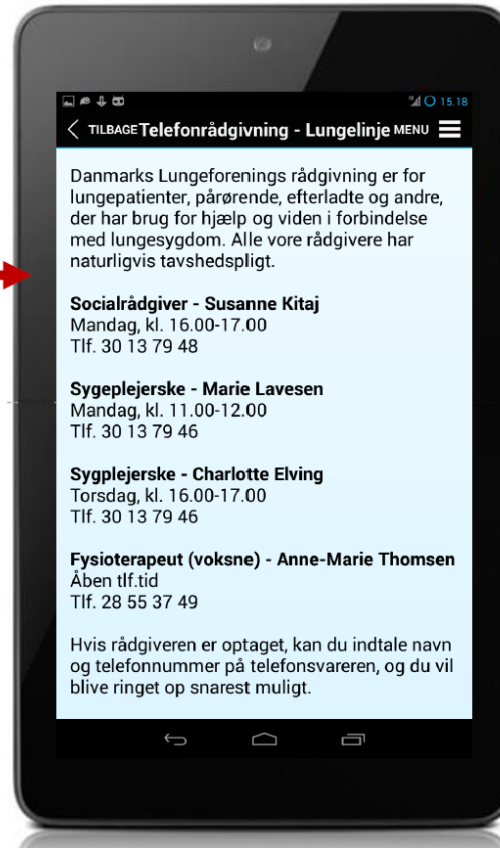 15.18
TILBAGE Telefonrådgivning - Lungelinje MENU
Danmarks Lungeforenings rådgivning er for
lungepatienter, pårørende, efterladte og andre,
der har brug for hjælp og viden i forbindelse
med lungesygdom. Alle vore rådgivere har
naturligvis tavshedspligt.
Socialrådgiver - Susanne Kitaj
Mandag, kl. 16.00-17.00
Tlf. 30 13 79 48
Sygeplejerske - Marie Lavesen
Mandag, kl. 11.00-12.00
Tlf. 30 13 79 46
Sygplejerske - Charlotte Elving
Torsdag, kl. 16.00-17.00
Tlf. 30 13 79 46
Fysioterapeut (voksne) - Anne-Marie Thomsen
Åben tlf.tid
Tlf. 28 55 37 49
Hvis rådgiveren er optaget, kan du indtale navn
og telefonnummer på telefonsvareren, og du vil
blive ringet op snarest muligt.